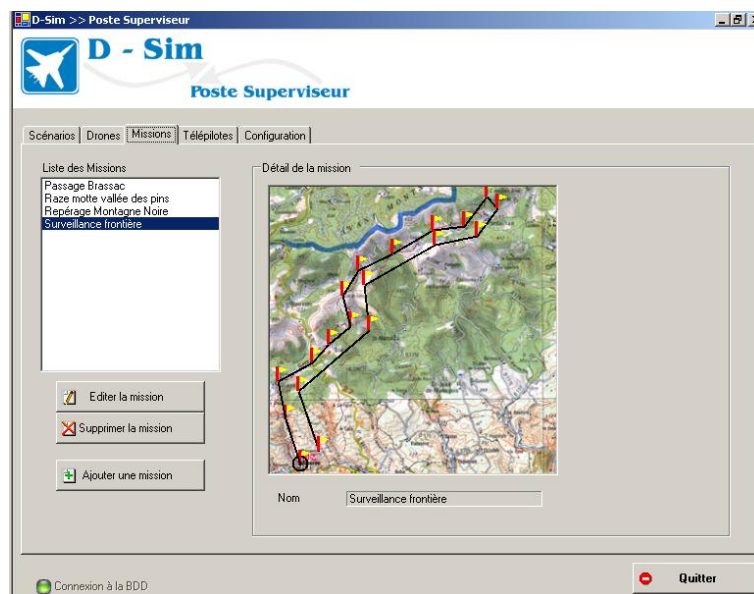 D-Sim >> Poste Superviseur
D - Sim
Poste Superviseur
Scénarios
Drones
Missions
Télépilotes
Configuration
Liste des Missions
Passage Brassac
Raze motte vallée des pins
Repérage Montagne Noire
Surveillance frontière
Editer la mission
Supprimer la mission
Ajouter une mission
Détail de la mission
Nom
Surveillance frontière
Connexion à la BDD
Quitter